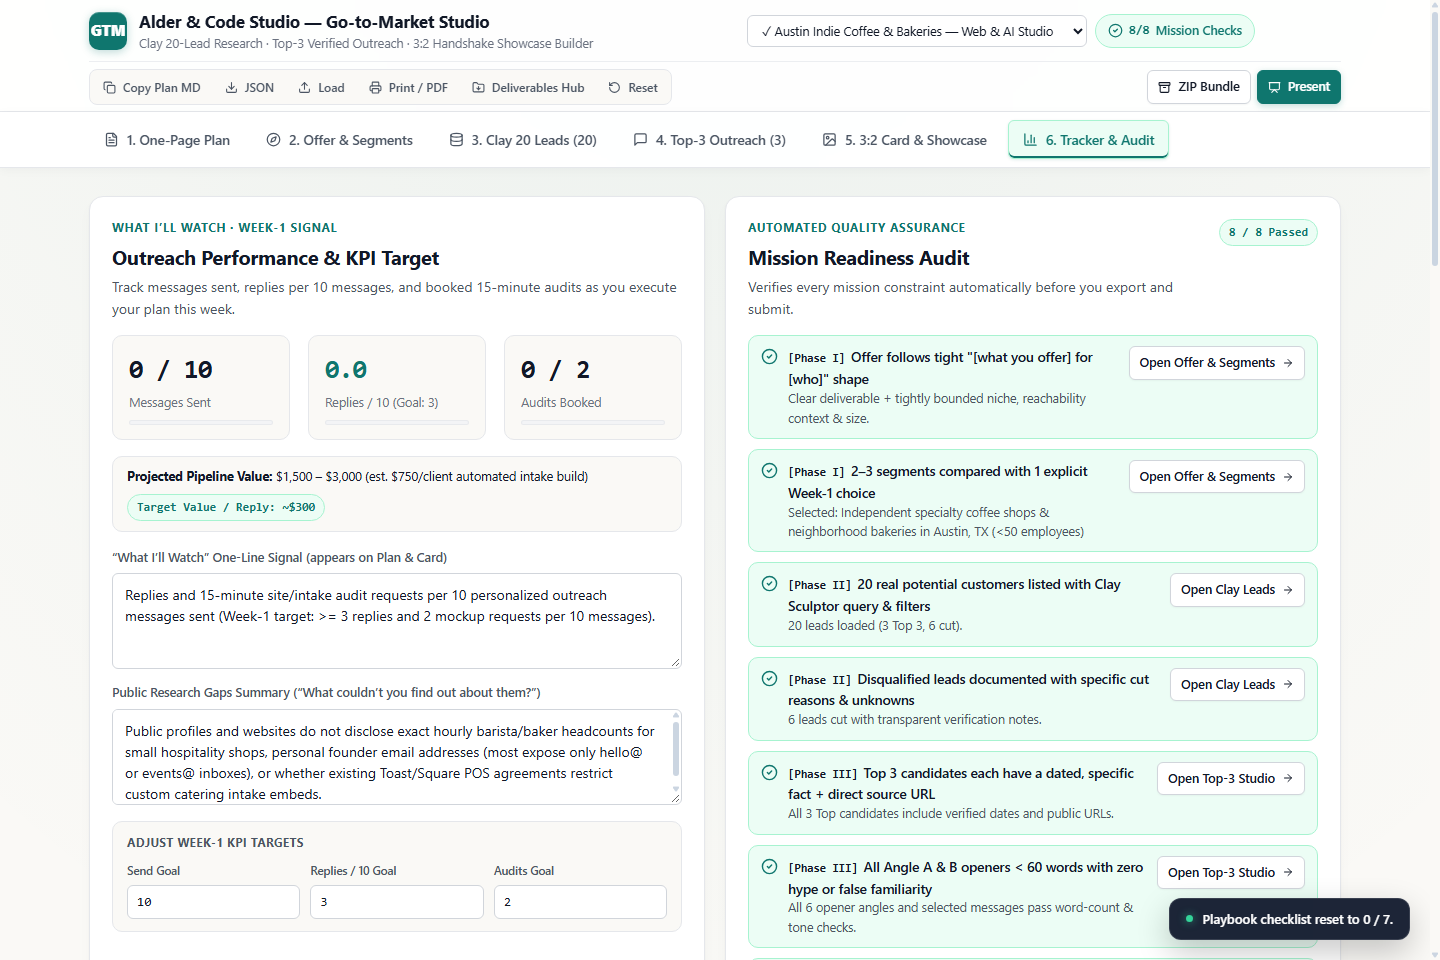 GTM
Alder & Code Studio — Go-to-Market Studio
Clay 20-Lead Research · Top-3 Verified Outreach · 3:2 Handshake Showcase Builder
✓ Austin Indie Coffee & Bakeries — Web & AI Studio
8/8 Mission Checks
Copy Plan MD
JSON
Load
Print / PDF
Deliverables Hub
Reset
ZIP Bundle
Present
1. One-Page Plan
2. Offer & Segments
3. Clay 20 Leads (20)
4. Top-3 Outreach (3)
5. 3:2 Card & Showcase
6. Tracker & Audit
WHAT I'LL WATCH · WEEK-1 SIGNAL
Outreach Performance & KPI Target
Track messages sent, replies per 10 messages, and booked 15-minute audits as you execute
your plan this week.
0 / 10
Messages Sent
0.0
Replies / 10 (Goal: 3)
0 / 2
Audits Booked
Projected Pipeline Value: $1,500 – $3,000 (est. $750/client automated intake build)
Target Value / Reply: ~$300
“What I'll Watch” One-Line Signal (appears on Plan & Card)
Replies and 15-minute site/intake audit requests per 10 personalized outreach
messages sent (Week-1 target: >= 3 replies and 2 mockup requests per 10 messages).
Public Research Gaps Summary (“What couldn't you find out about them?”)
Public profiles and websites do not disclose exact hourly barista/baker headcounts for
small hospitality shops, personal founder email addresses (most expose only hello@
or events@ inboxes), or whether existing Toast/Square POS agreements restrict
custom catering intake embeds.
ADJUST WEEK-1 KPI TARGETS
Send Goal
Replies / 10 Goal
Audits Goal
10
3
2
AUTOMATED QUALITY ASSURANCE
8 / 8 Passed
Mission Readiness Audit
Verifies every mission constraint automatically before you export and
submit.
[Phase I] Offer follows tight "[what you offer] for
[who]" shape
Clear deliverable + tightly bounded niche, reachability
context & size.
Open Offer & Segments →
[Phase I] 2–3 segments compared with 1 explicit
Week-1 choice
Selected: Independent specialty coffee shops &
neighborhood bakeries in Austin, TX (<50 employees)
Open Offer & Segments →
[Phase II] 20 real potential customers listed with Clay
Sculptor query & filters
20 leads loaded (3 Top 3, 6 cut).
Open Clay Leads →
[Phase II] Disqualified leads documented with specific cut
reasons & unknowns
6 leads cut with transparent verification notes.
Open Clay Leads →
[Phase III] Top 3 candidates each have a dated, specific
fact + direct source URL
All 3 Top candidates include verified dates and public URLs.
Open Top-3 Studio →
[Phase III] All Angle A & B openers < 60 words with zero
hype or false familiarity
All 6 opener angles and selected messages pass word-count &
tone checks.
Open Top-3 Studio →
Playbook checklist reset to 0 / 7.